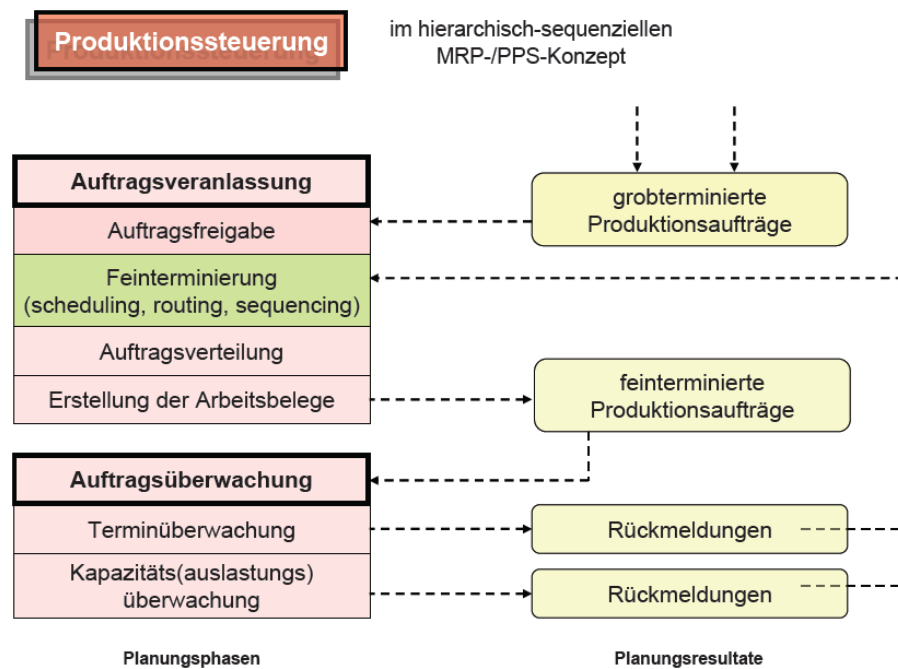 Produktionssteuerung
im hierarchisch-sequenziellen
MRP-/PPS-Konzept
Auftragsveranlassung
Auftragsfreigabe
Feinterminierung
(scheduling, routing, sequencing)
Auftragsverteilung
Erstellung der Arbeitsbelege
grobterminierte
Produktionsaufträge
feinterminierte
Produktionsaufträge
Auftragsüberwachung
Terminüberwachung
Rückmeldungen
Kapazitäts(auslastungs)
überwachung
Rückmeldungen
Planungsphasen
Planungsresultate